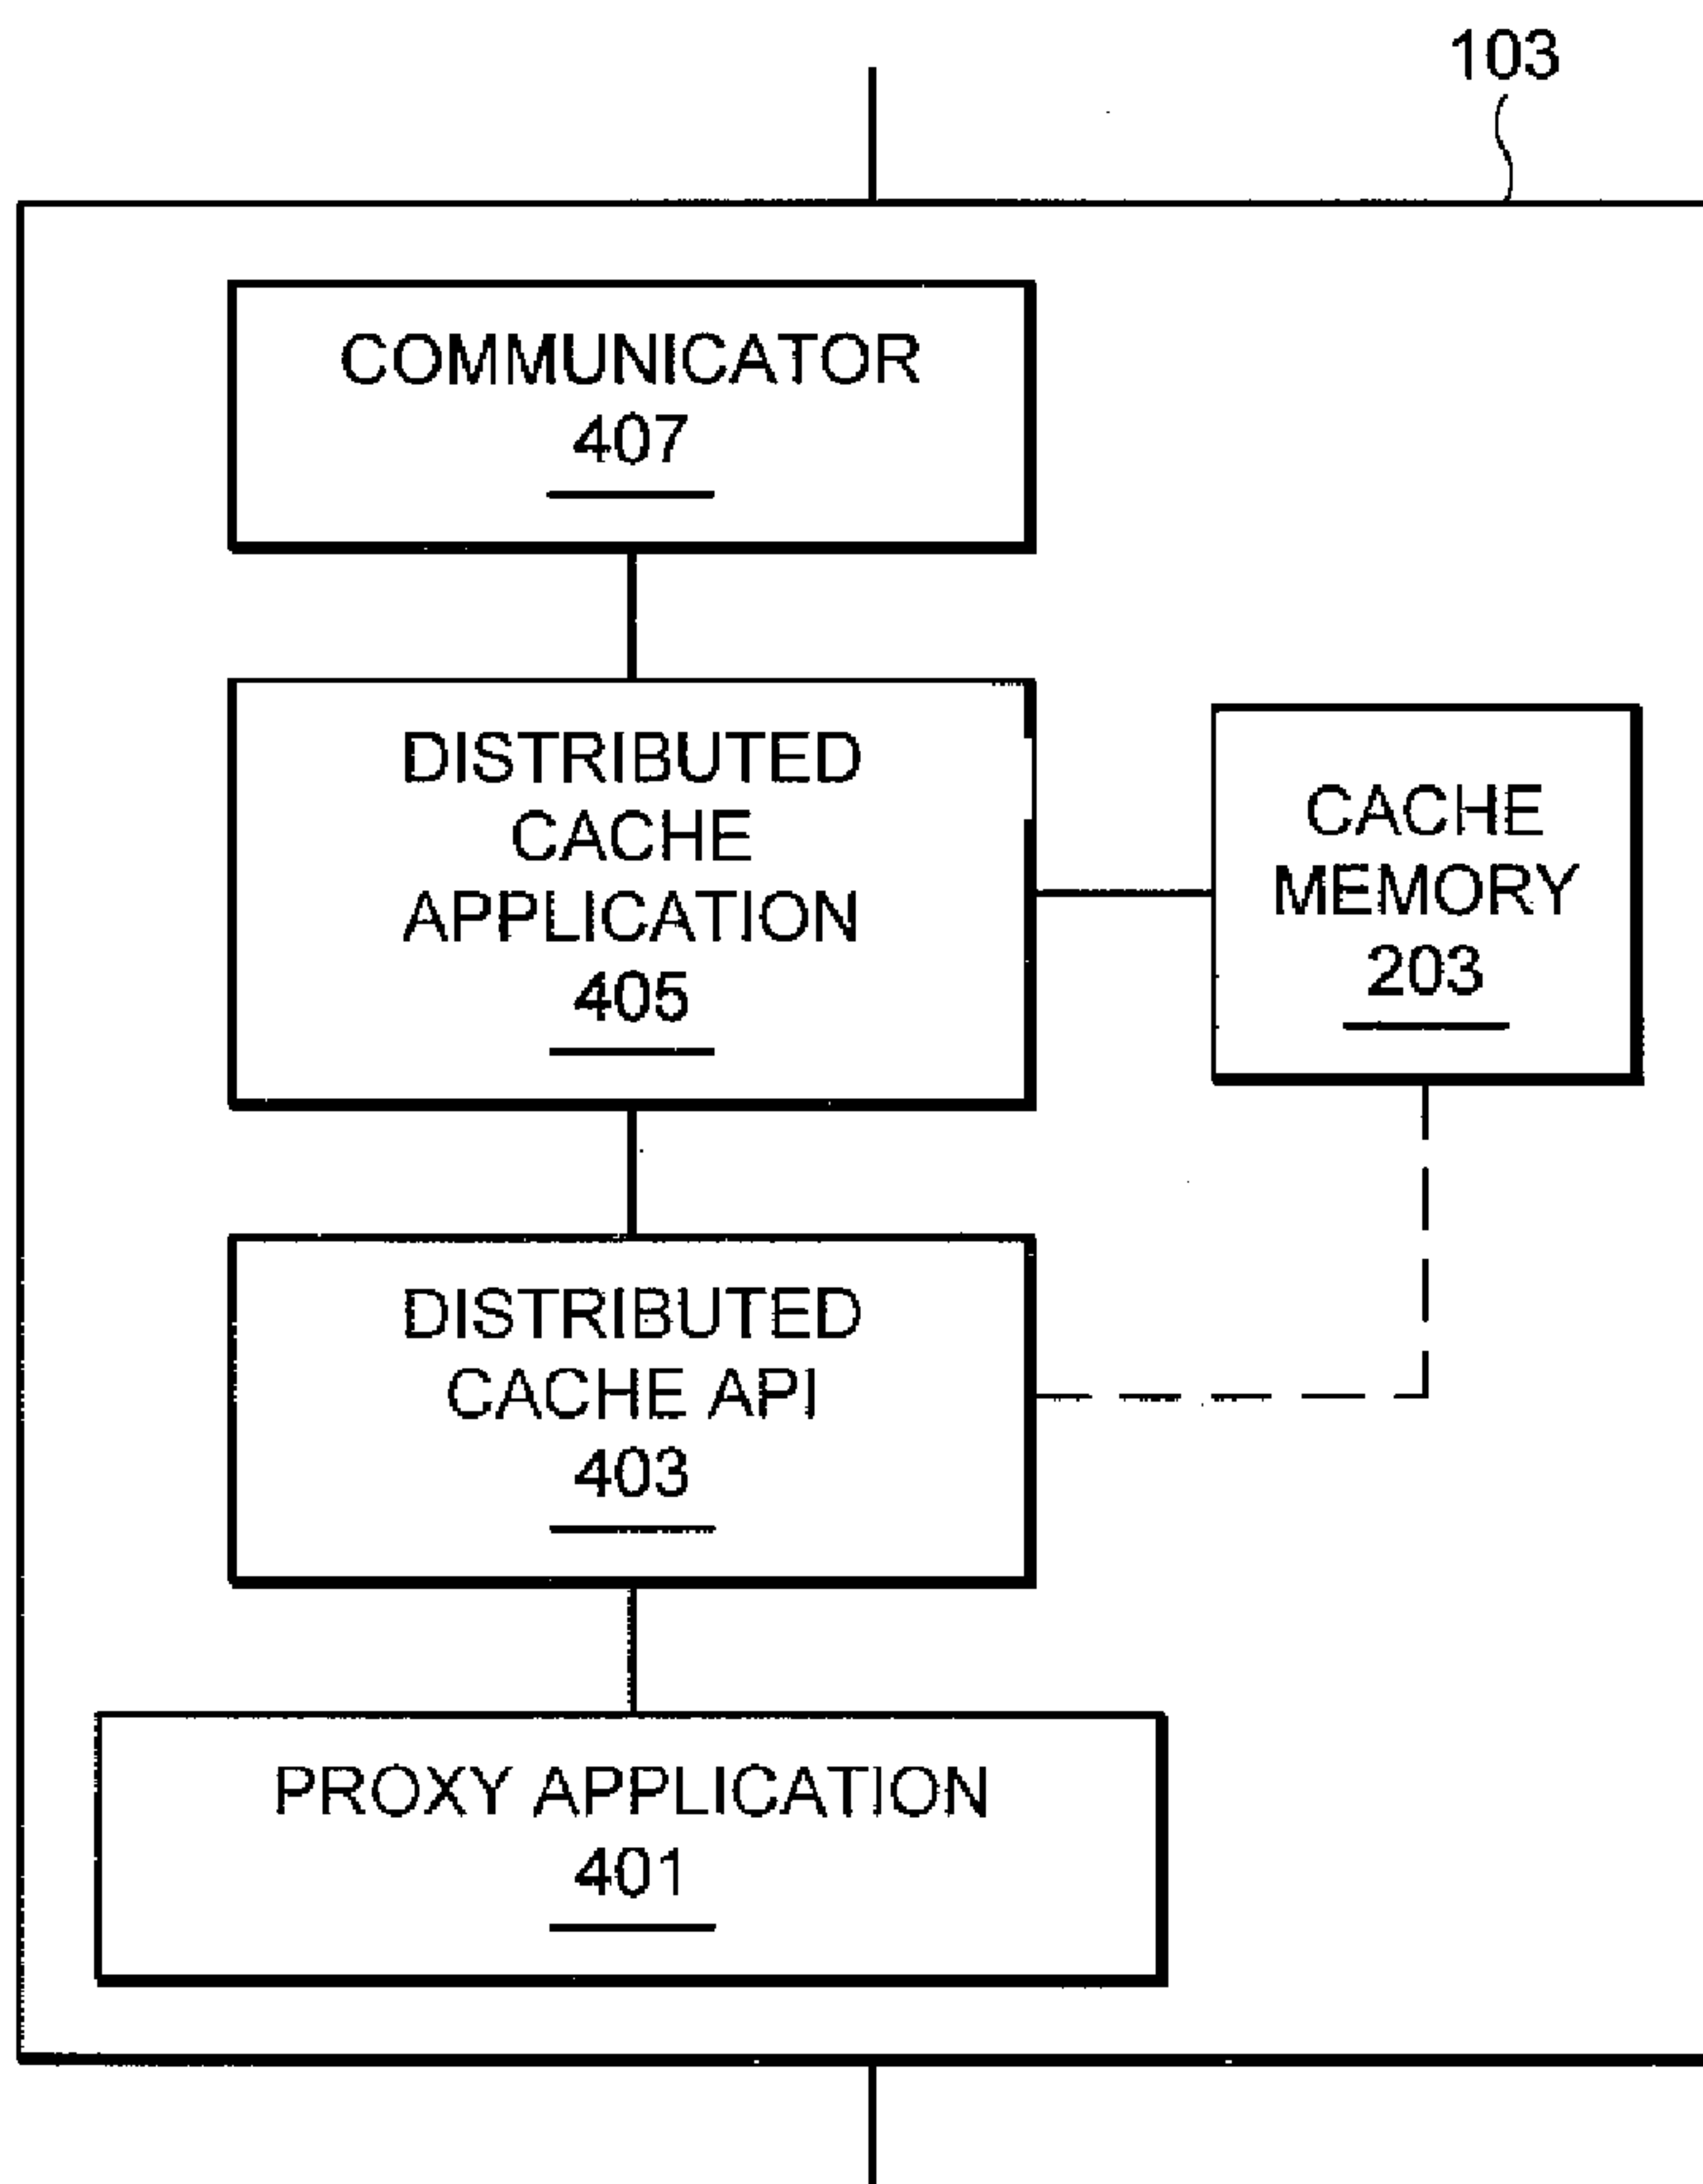 103
COMMUNICATOR
407
DISTRIBUTED
CACHE
APPLICATION
405
CACHE
MEMORY
203
DISTRIBUTED
CACHE API
403
PROXY APPLICATION
401